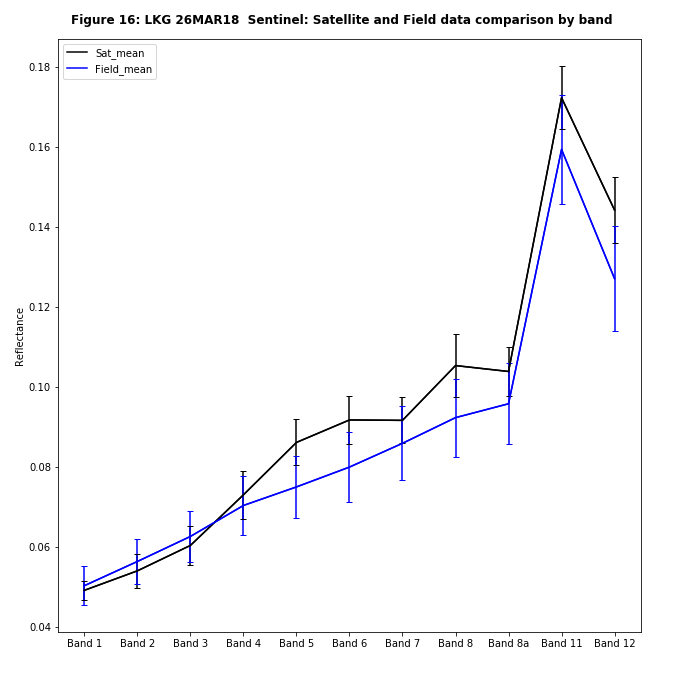 Figure 16: LKG 26MAR18  Sentinel: Satellite and Field data comparison by band
Sat_mean
Field_mean
0.18
0.16
0.14
0.12
0.10
0.08
0.06
0.04
Reflectance
Band 1 Band 2 Band 3 Band 4 Band 5 Band 6 Band 7 Band 8 Band 8a Band 11 Band 12